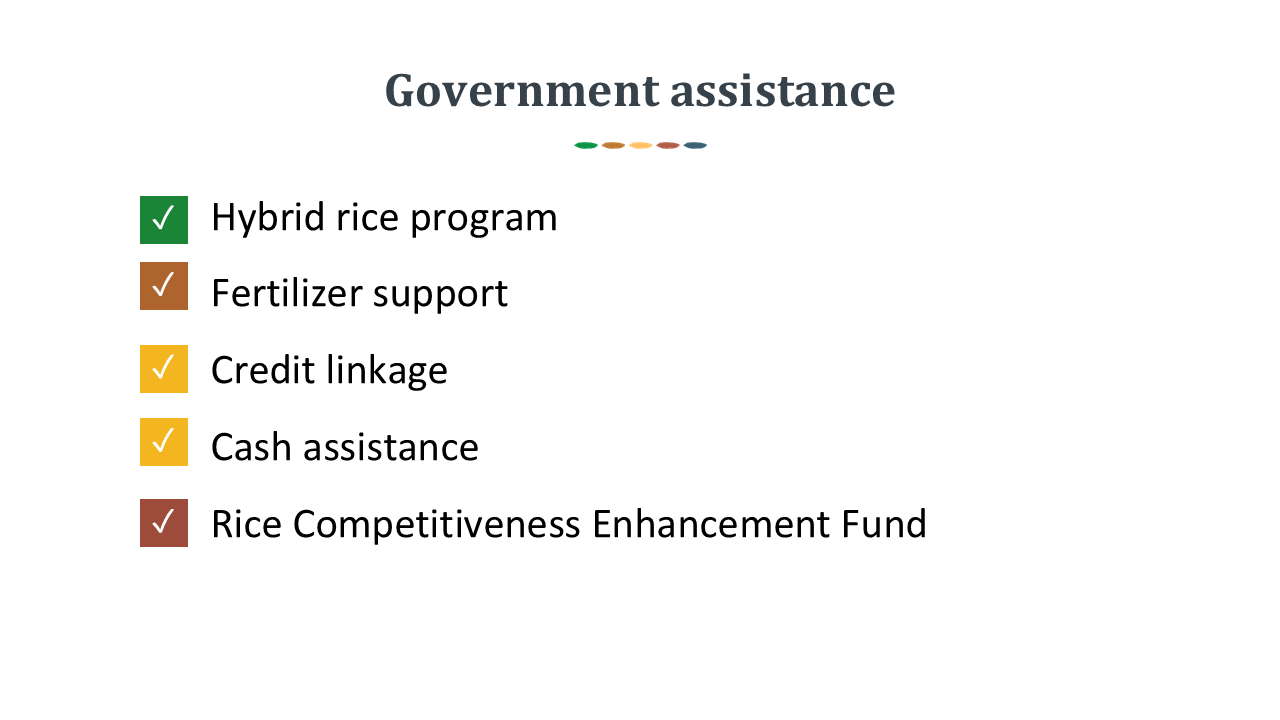 Government assistance
✓ Hybrid rice program
✓ Fertilizer support
✓ Credit linkage
✓ Cash assistance
✓ Rice Competitiveness Enhancement Fund